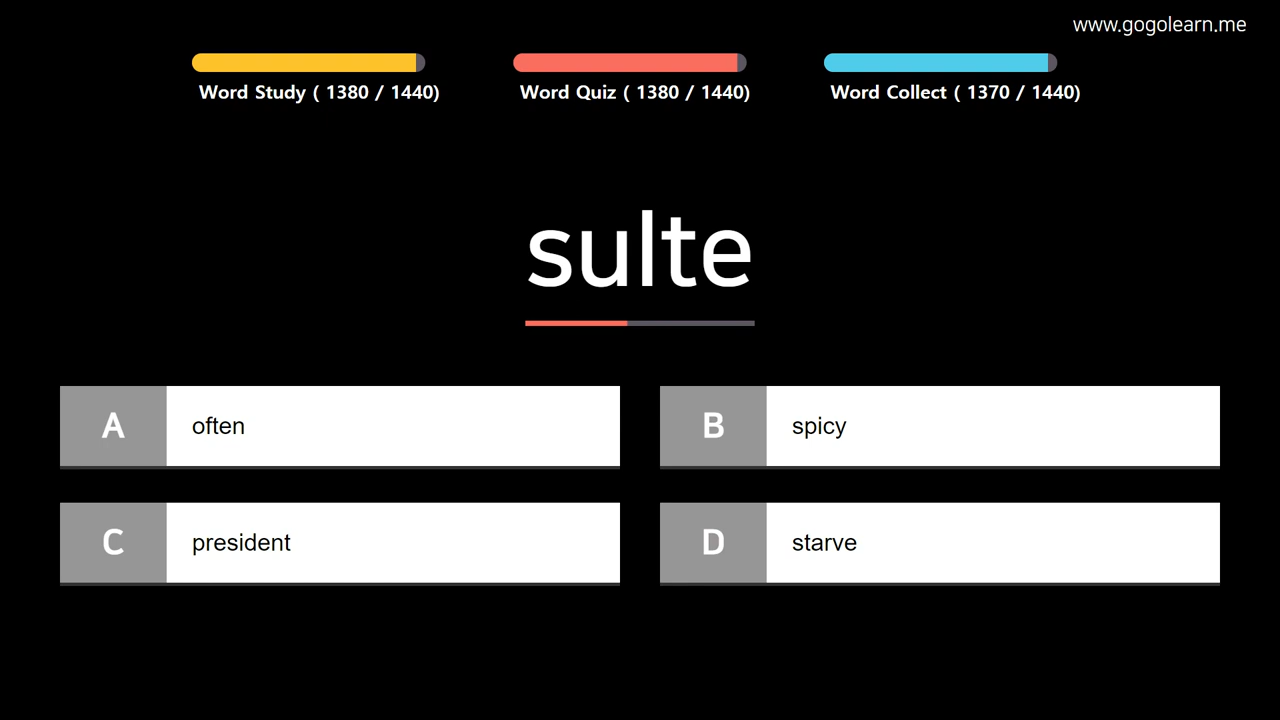 www.gogolearn.me
Word Study ( 1380 / 1440)
Word Quiz ( 1380 / 1440)
Word Collect ( 1370 / 1440)
sulte
A often
B spicy
C president
D starve